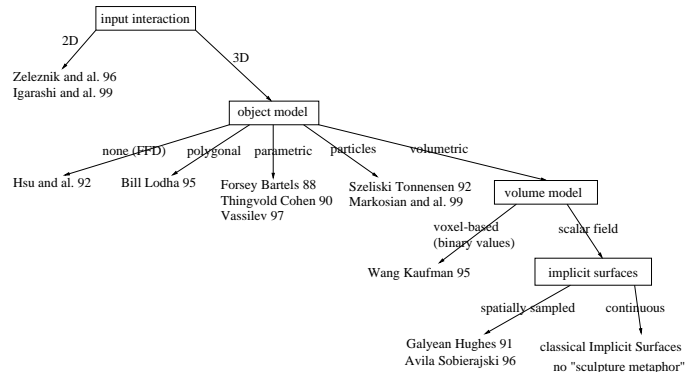 input interaction
2D
3D
Zeleznik and al. 96
Igarashi and al. 99
object model
none (FFD)
polygonal
parametric
particles
volumetric
Hsu and al. 92
Bill Lodha 95
Forsey Bartels 88
Thingvold Cohen 90
Vassilev 97
Szeliski Tonnensen 92
Markosian and al. 99
volume model
voxel-based
(binary values)
scalar field
Wang Kaufman 95
implicit surfaces
spatially sampled
continuous
Galyean Hughes 91
Avila Sobierajski 96
classical Implicit Surfaces
no "sculpture metaphor"